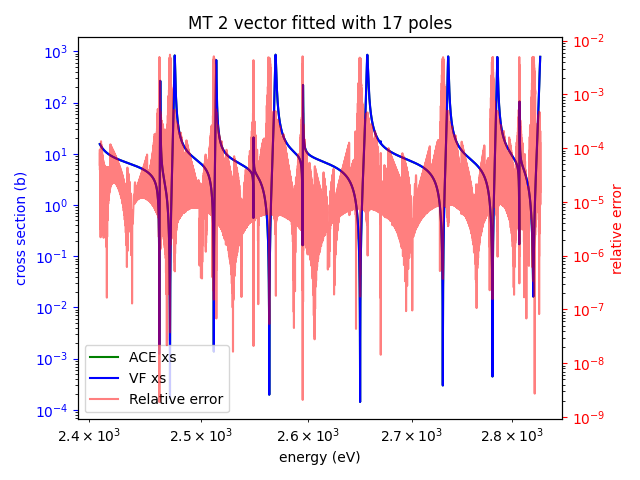 MT 2 vector fitted with 17 poles
10³
10²
10¹
10⁰
10⁻¹
10⁻²
10⁻³
10⁻⁴
cross section (b)
10⁻²
10⁻³
10⁻⁴
10⁻⁵
10⁻⁶
10⁻⁷
10⁻⁸
10⁻⁹
relative error
ACE xs
VF xs
Relative error
2.4 × 10³ 2.5 × 10³ 2.6 × 10³ 2.7 × 10³ 2.8 × 10³
energy (eV)